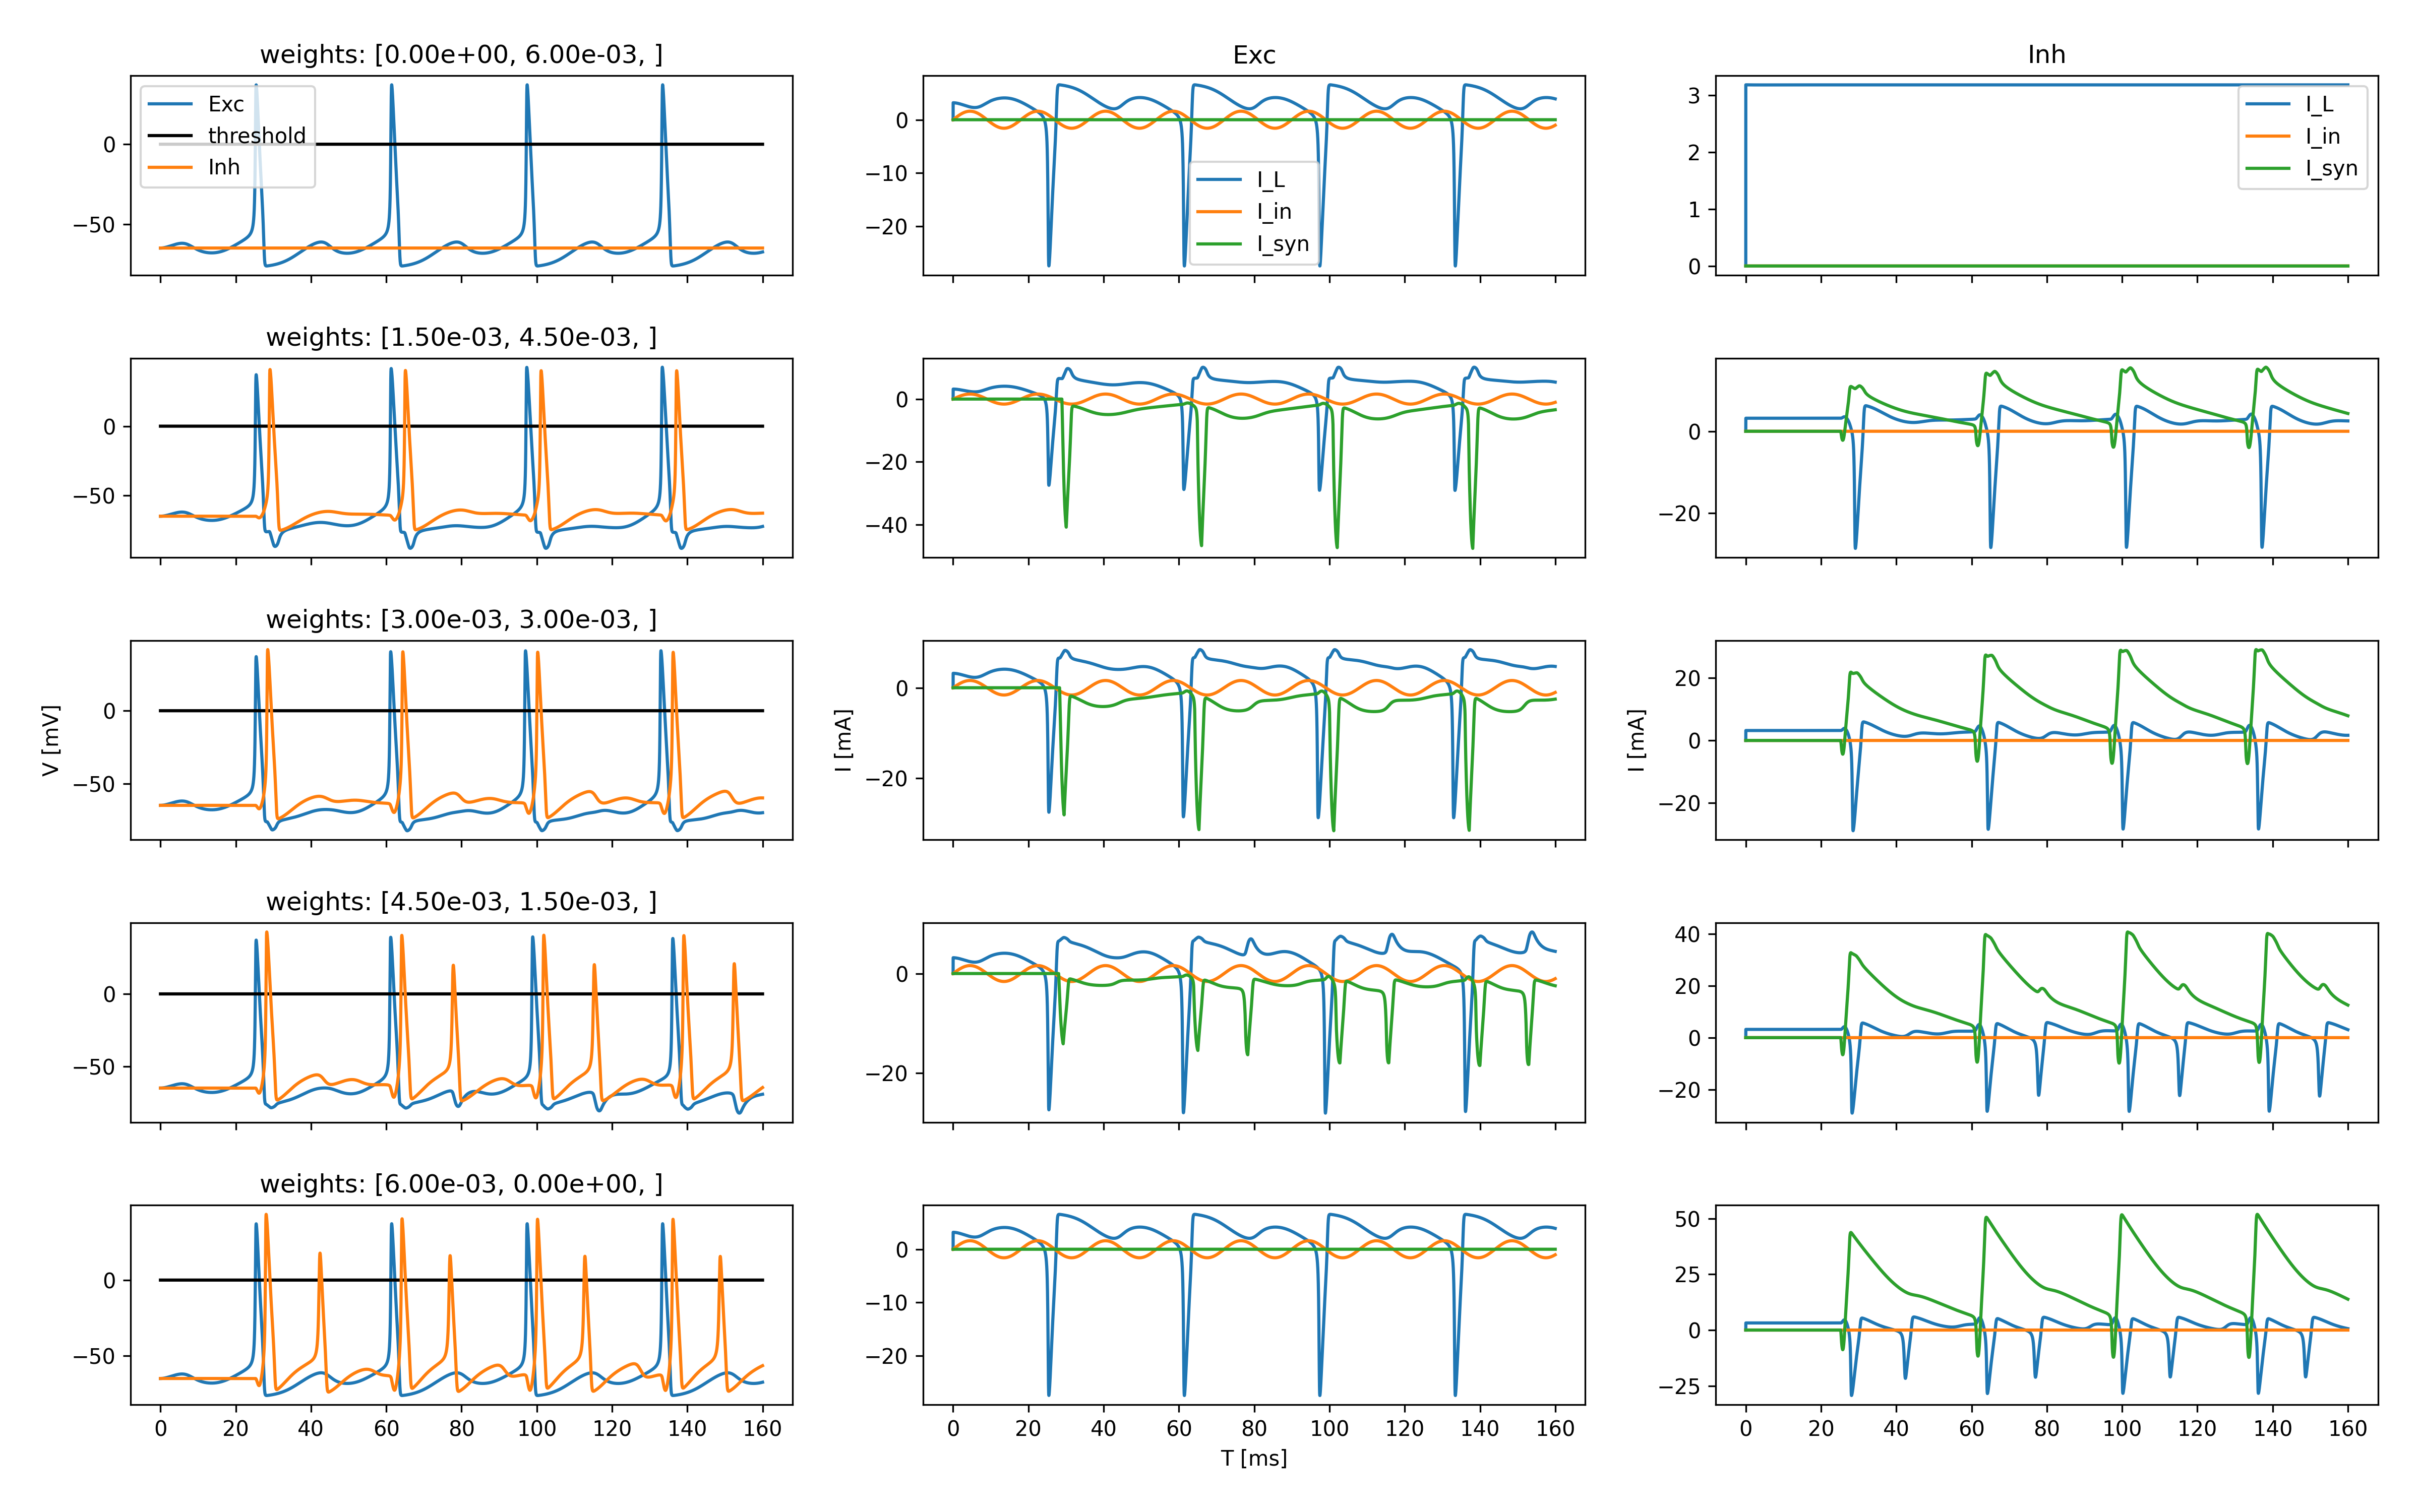 weights: [0.00e+00, 6.00e-03, ]
Exc
threshold
Inh
0
−50
Exc
0
−10
−20
I_L
I_in
I_syn
Inh
3
2
1
0
I_L
I_in
I_syn
weights: [1.50e-03, 4.50e-03, ]
0
−50
0
−20
−40
0
−20
weights: [3.00e-03, 3.00e-03, ]
V [mV]
0
−50
I [mA]
0
−20
I [mA]
20
0
−20
weights: [4.50e-03, 1.50e-03, ]
0
−50
0
−20
40
20
0
−20
weights: [6.00e-03, 0.00e+00, ]
0
−50
0 20 40 60 80 100 120 140 160
0
−10
−20
0 20 40 60 80 100 120 140 160
T [ms]
50
25
0
−25
0 20 40 60 80 100 120 140 160